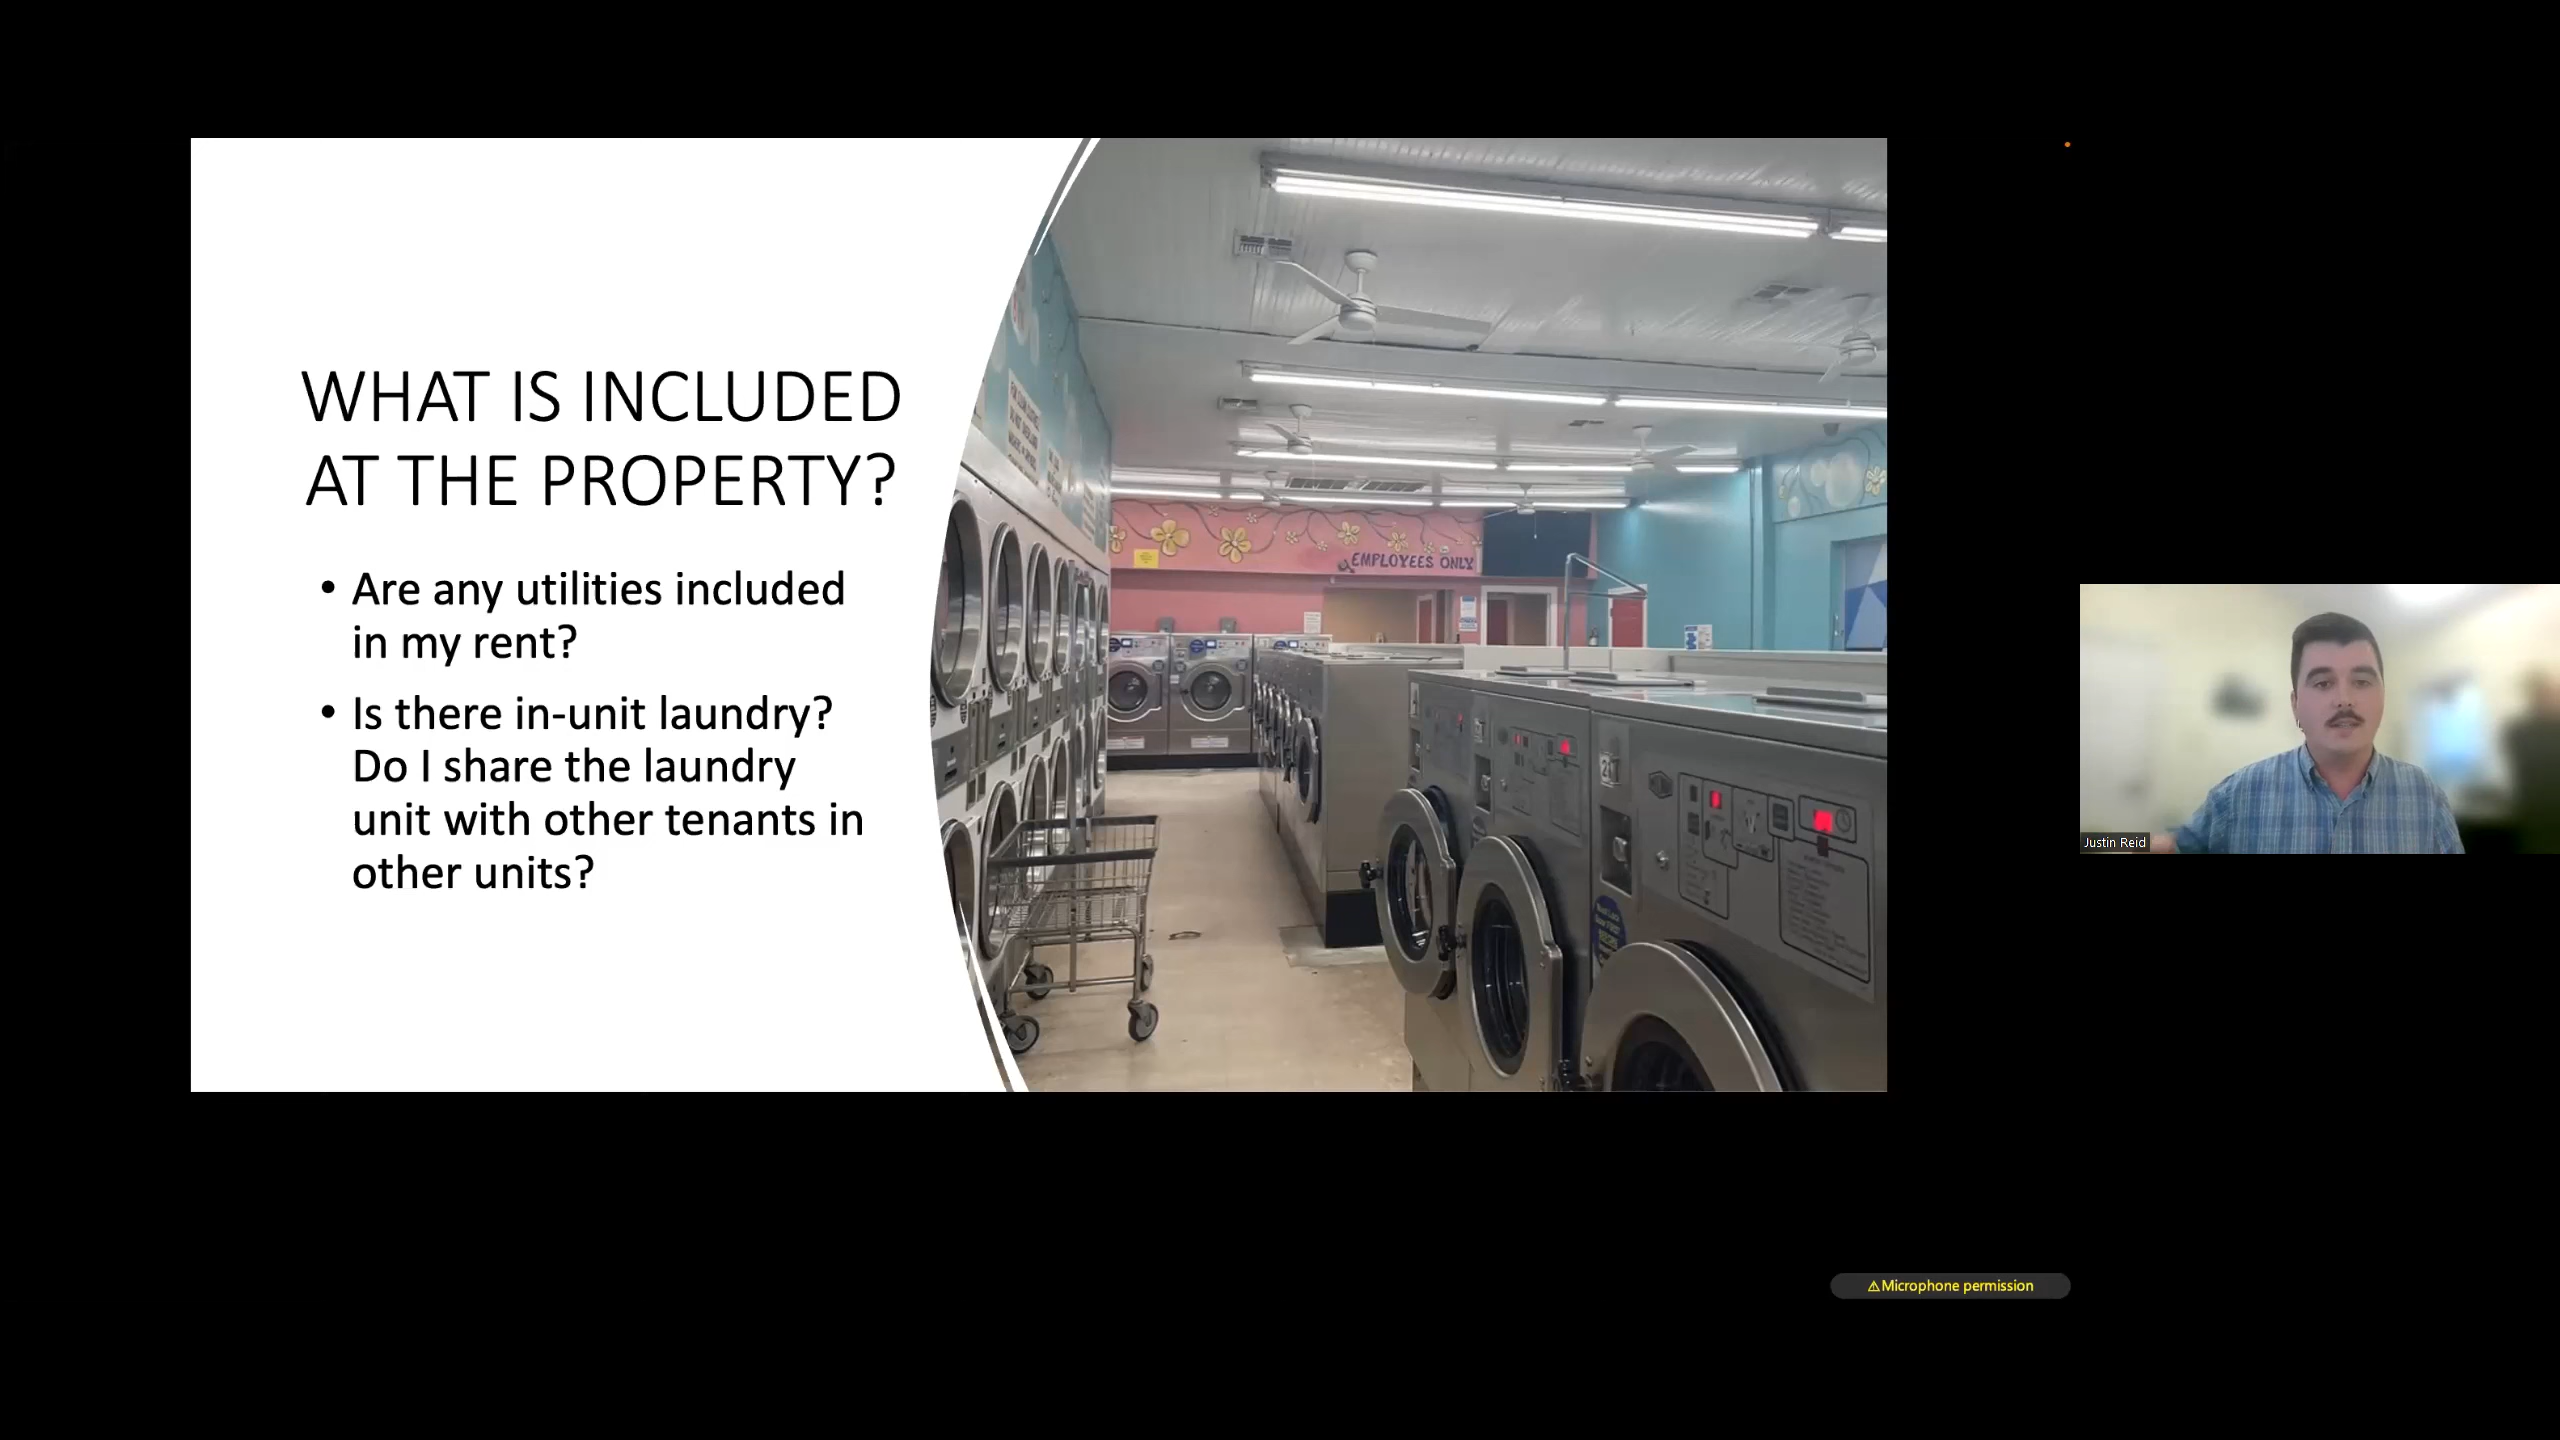 WHAT IS INCLUDED
AT THE PROPERTY?
• Are any utilities included
in my rent?
• Is there in-unit laundry?
Do I share the laundry
unit with other tenants in
other units?
EMPLOYEES ONLY
Justin Reid
⚠Microphone permission